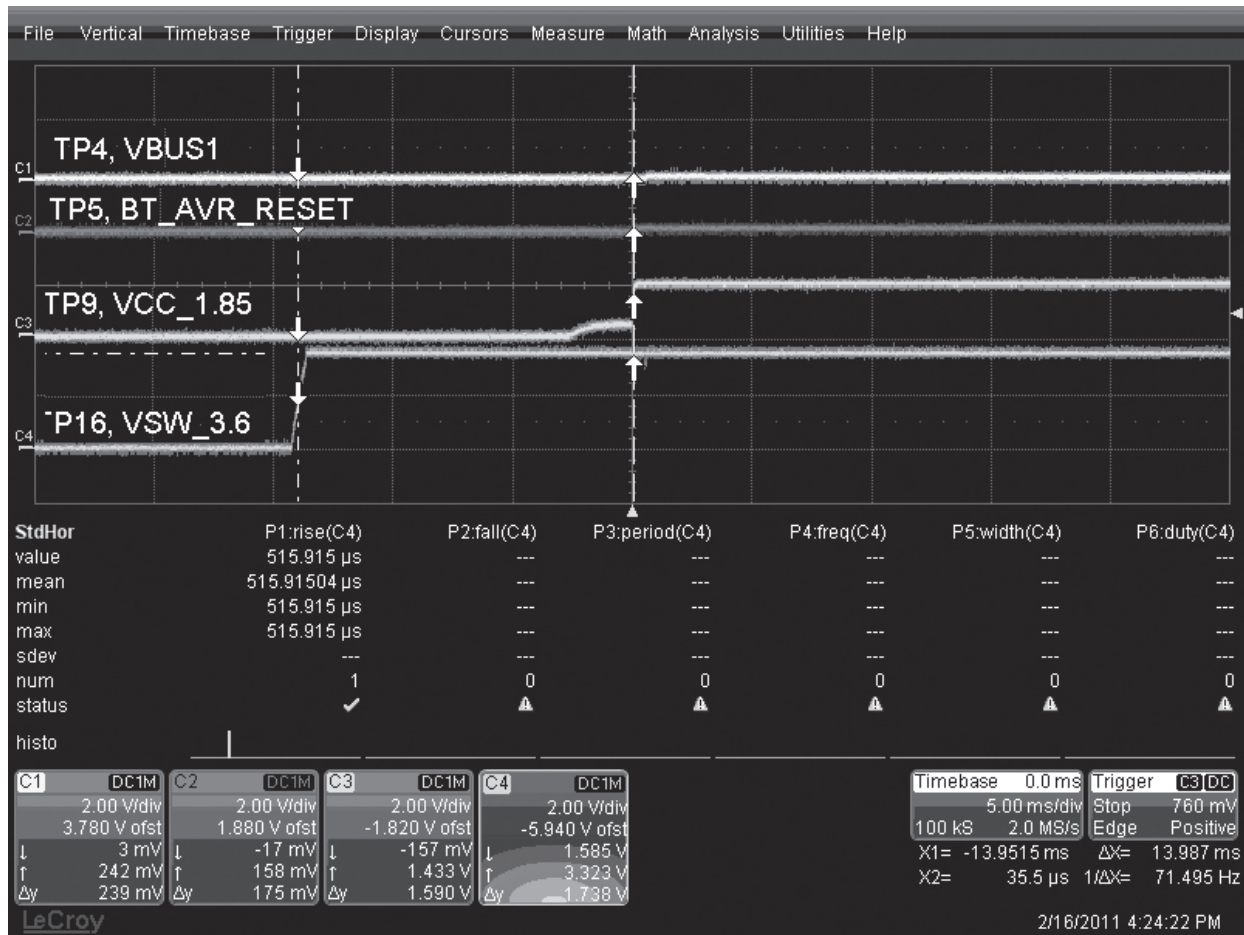 File Vertical Timebase Trigger Display Cursors Measure Math Analysis Utilities Help
TP4, VBUS1
C1
TP5, BT_AVR_RESET
C2
TP9, VCC_1.85
C3
TP16, VSW_3.6
C4
StdHor P1:rise(C4) P2:fall(C4) P3:period(C4) P4:freq(C4) P5:width(C4) P6:duty(C4)
value 515.915 µs --- --- --- --- ---
mean 515.91504 µs --- --- --- --- ---
min 515.915 µs --- --- --- --- ---
max 515.915 µs --- --- --- --- ---
sdev --- --- --- --- --- ---
num 1 0 0 0 0 0
status
histo
C1 DC1M C2 DC1M C3 DC1M C4 DC1M Timebase 0.0 ms Trigger C3 DC
2.00 V/div 2.00 V/div 2.00 V/div 2.00 V/div 5.00 ms/div Stop 760 mV
3.780 V ofst 1.880 V ofst -1.820 V ofst -5.940 V ofst 100 kS 2.0 MS/s Edge Positive
↓ 3 mV ↓ -17 mV ↓ -157 mV ↓ 1.585 V X1= -13.9515 ms ΔX= 13.987 ms
↑ 242 mV ↑ 158 mV ↑ 1.433 V ↑ 3.323 V X2= 35.5 µs 1/ΔX= 71.495 Hz
Δy 239 mV Δy 175 mV Δy 1.590 V Δy 1.738 V
LeCroy 2/16/2011 4:24:22 PM